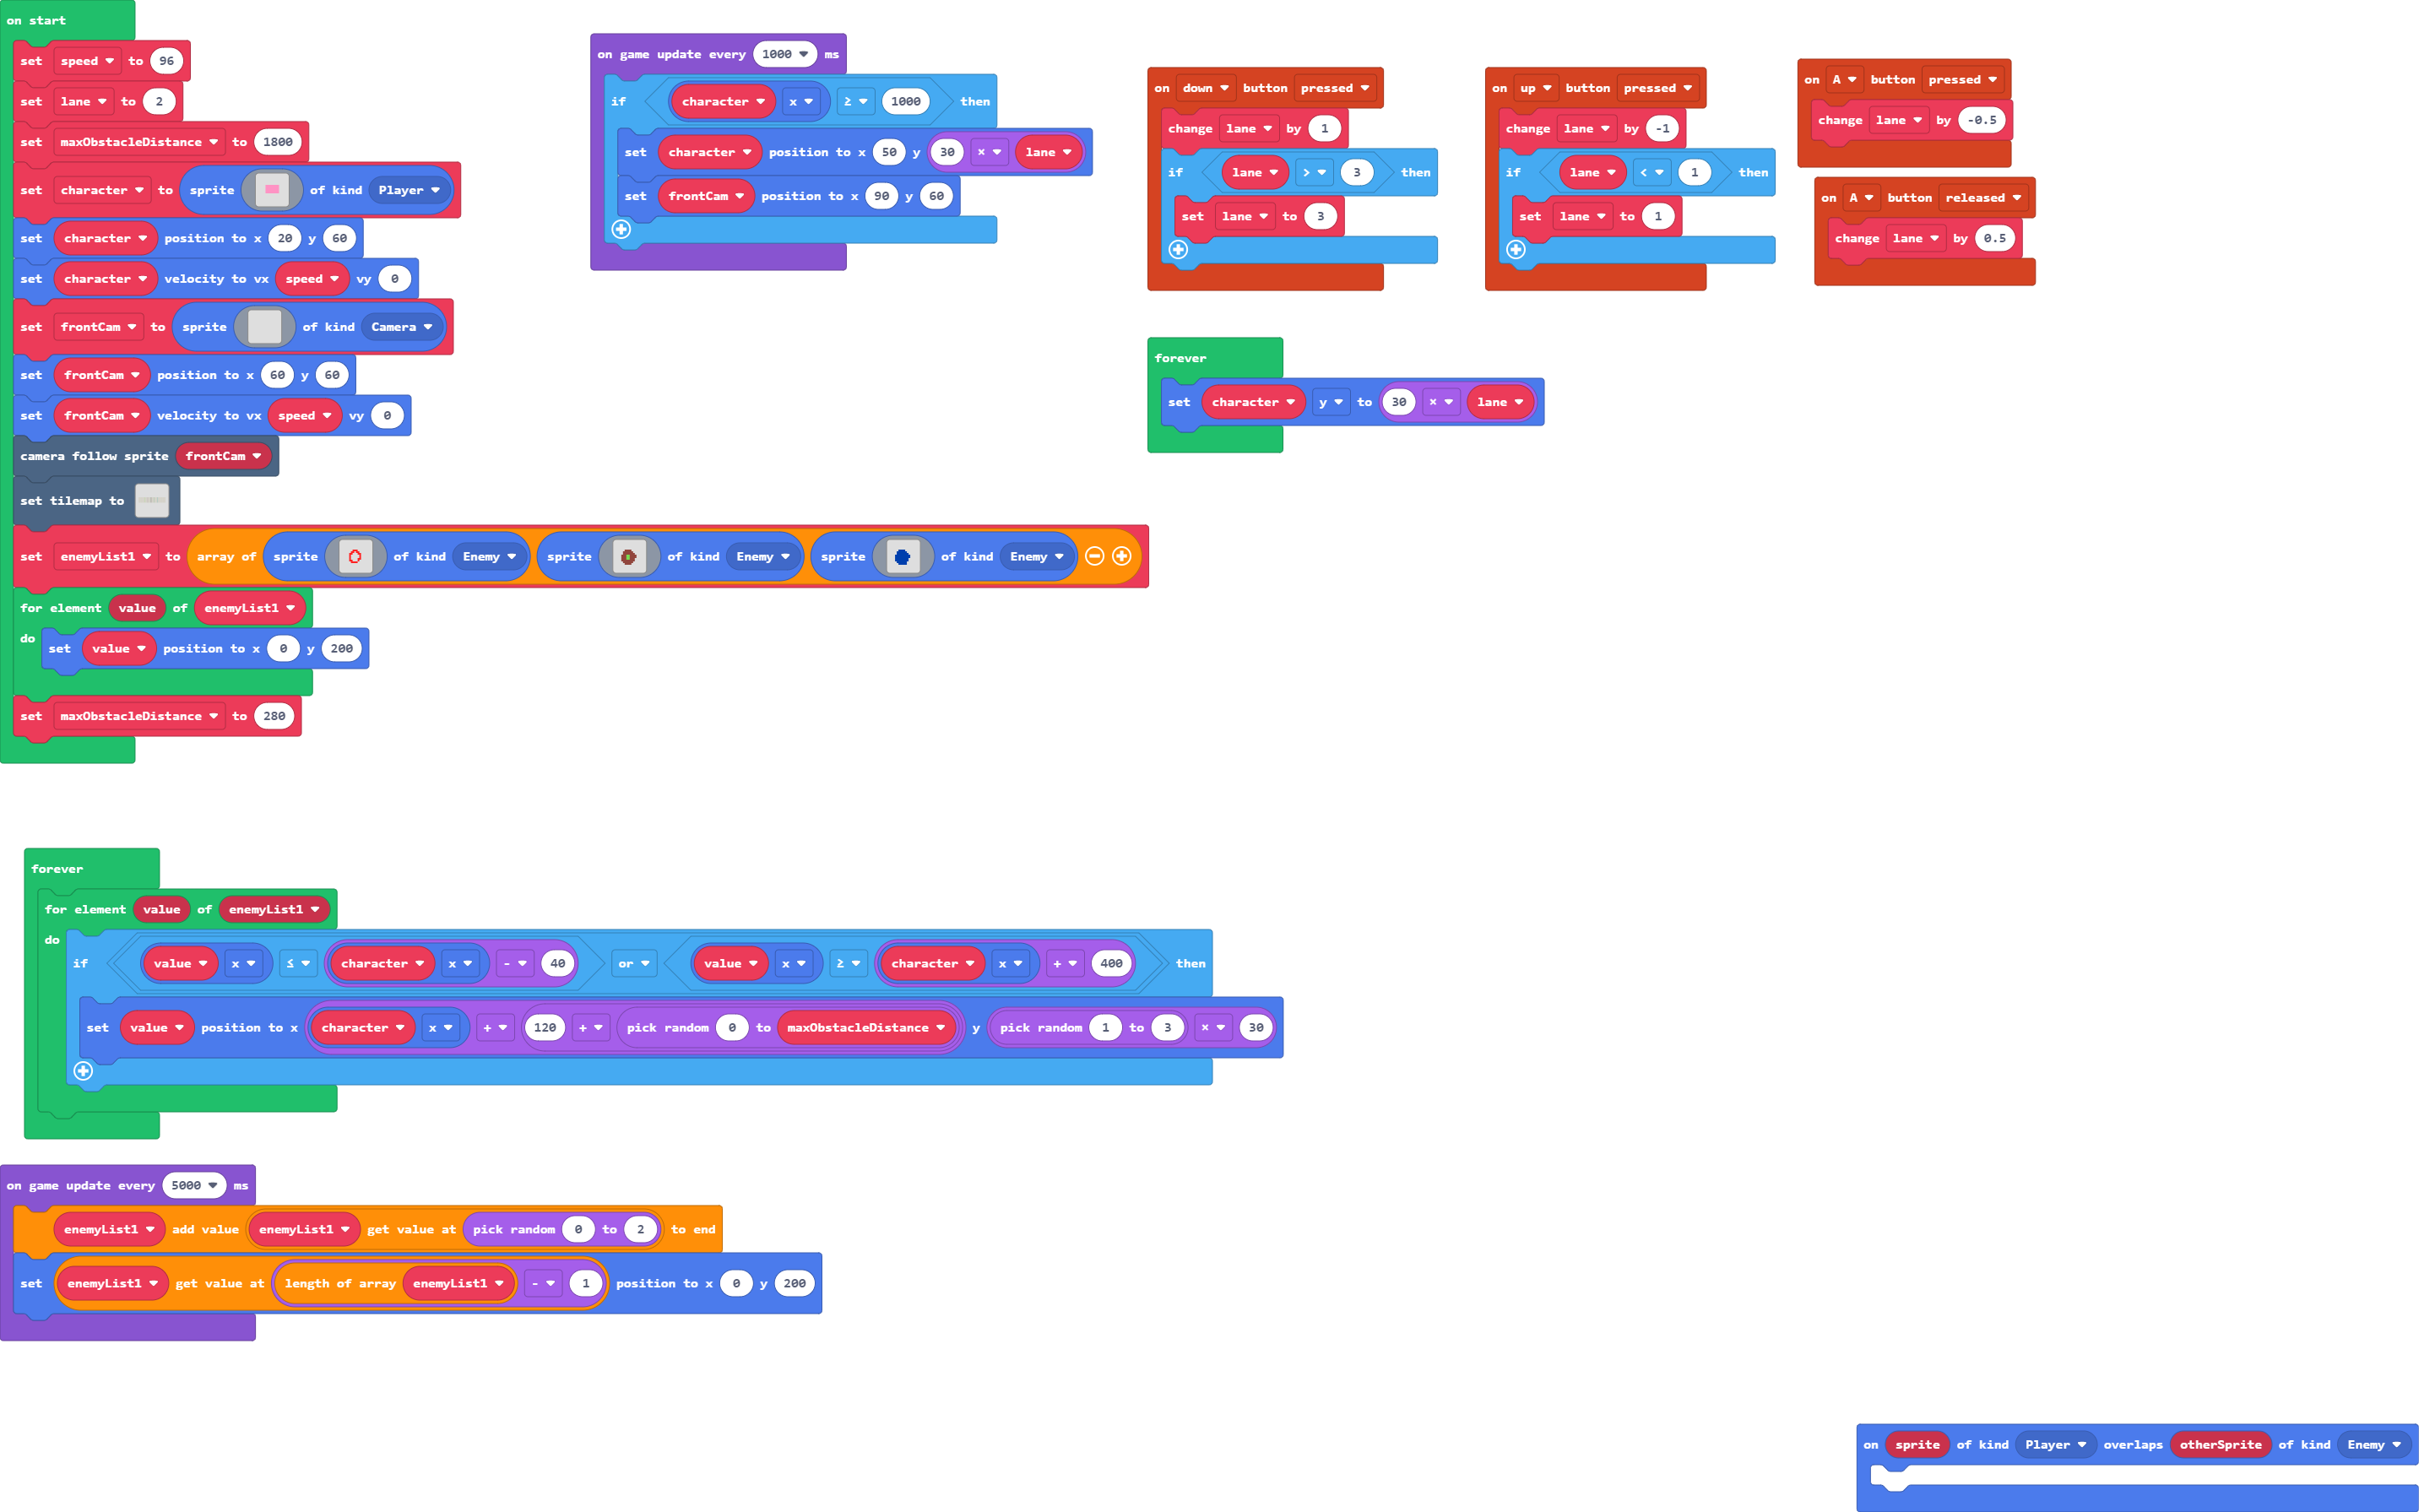 on start
set speed to 96
set lane to 2
set maxObstacleDistance to 1800
set character to sprite of kind Player
set character position to x 20 y 60
set character velocity to vx speed vy 0
set frontCam to sprite of kind Camera
set frontCam position to x 60 y 60
set frontCam velocity to vx speed vy 0
camera follow sprite frontCam
set tilemap to
set enemyList1 to array of sprite of kind Enemy sprite of kind Enemy sprite of kind Enemy
for element value of enemyList1
do
set value position to x 0 y 200
set maxObstacleDistance to 280
on game update every 1000 ms
if character x ≥ 1000 then
set character position to x 50 y 30 × lane
set frontCam position to x 90 y 60
on down button pressed
change lane by 1
if lane > 3 then
set lane to 3
on up button pressed
change lane by -1
if lane < 1 then
set lane to 1
on A button pressed
change lane by -0.5
on A button released
change lane by 0.5
forever
set character y to 30 × lane
forever
for element value of enemyList1
do
if value x ≤ character x - 40 or value x ≥ character x + 400 then
set value position to x character x + 120 + pick random 0 to maxObstacleDistance y pick random 1 to 3 × 30
on game update every 5000 ms
enemyList1 add value enemyList1 get value at pick random 0 to 2 to end
set enemyList1 get value at length of array enemyList1 - 1 position to x 0 y 200
on sprite of kind Player overlaps otherSprite of kind Enemy